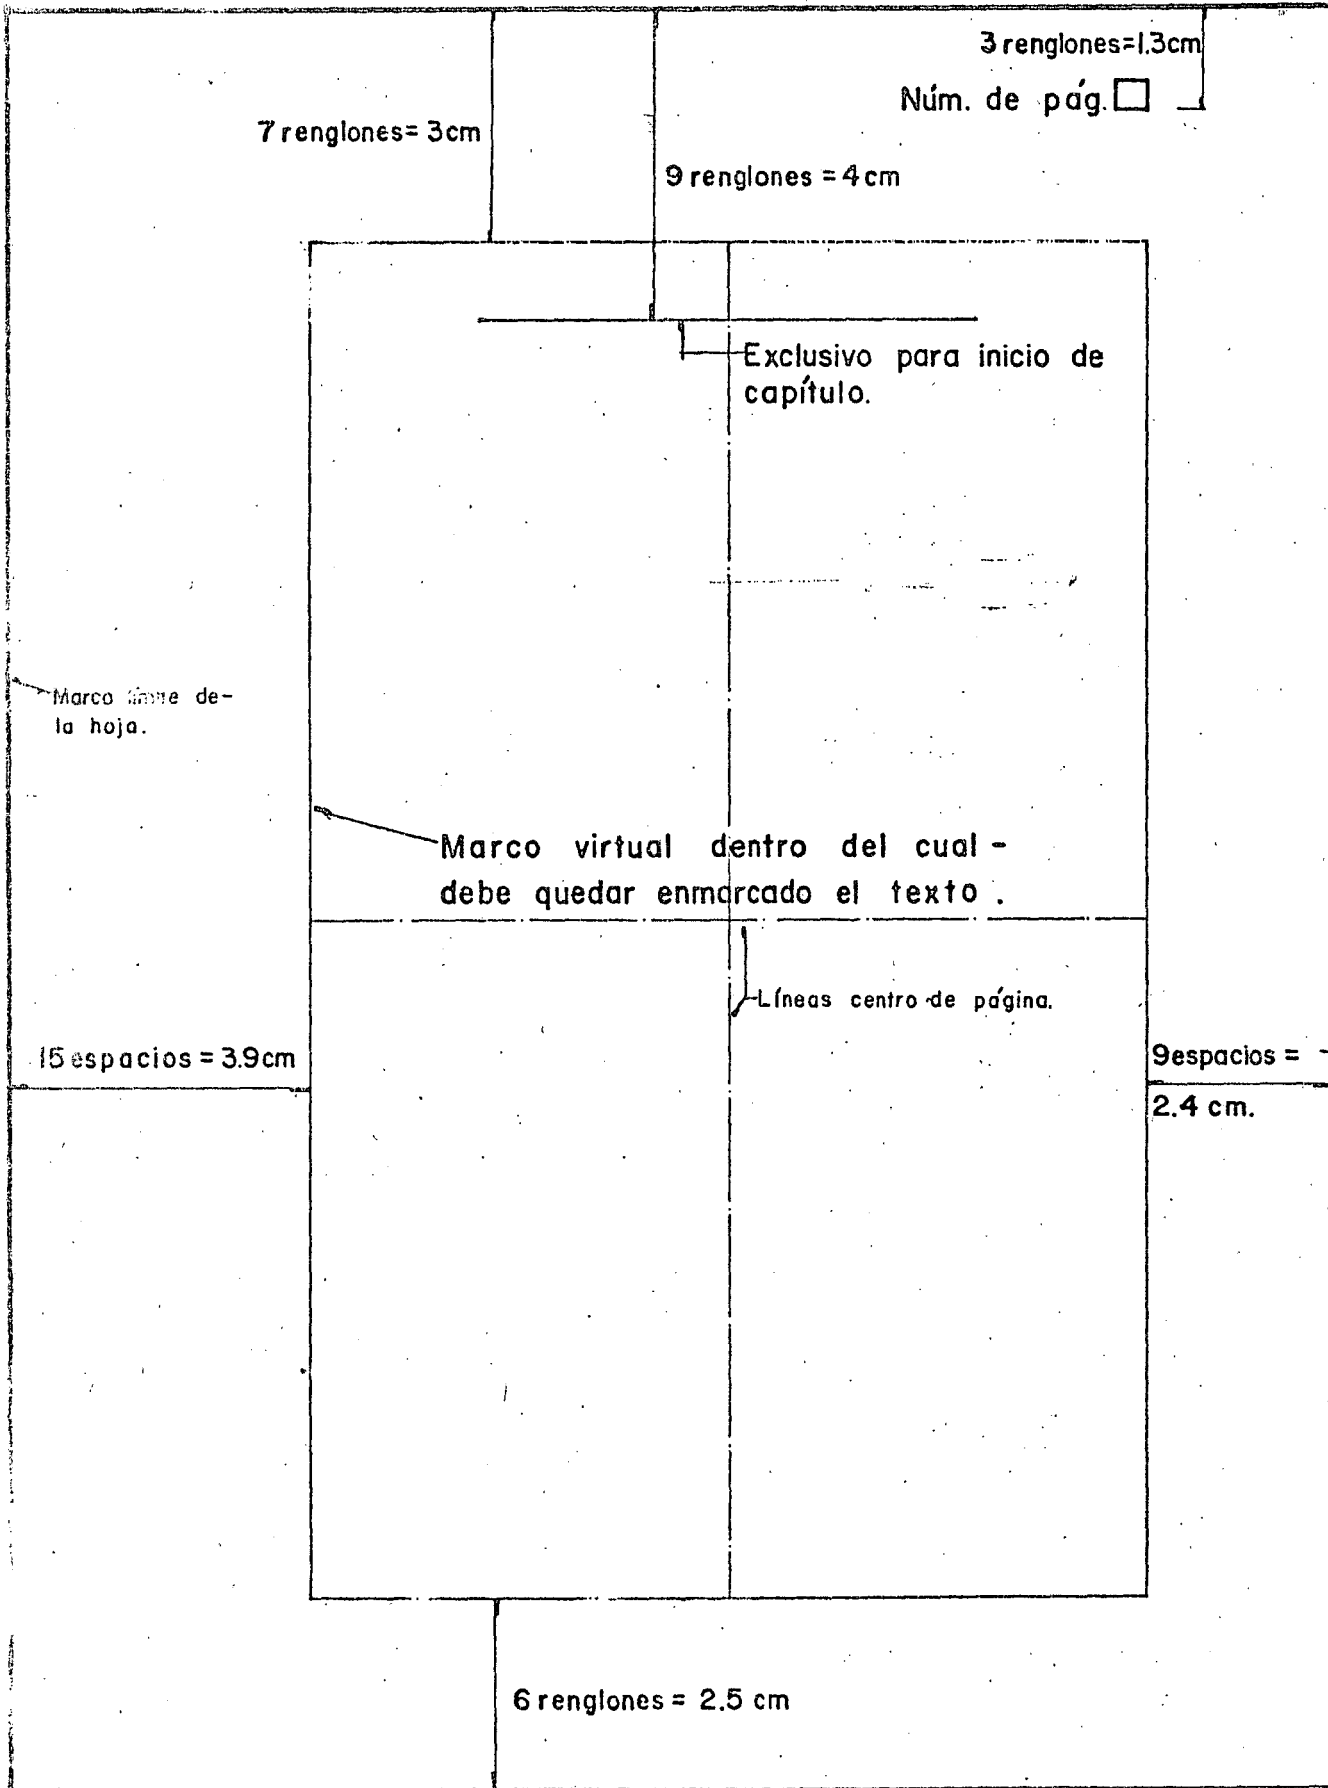 3 renglones=1.3cm
Núm. de pág.
7 renglones= 3cm
9 renglones = 4cm
Exclusivo para inicio de
capítulo.
Marco de-
la hoja.
Marco virtual dentro del cual -
debe quedar enmarcado el texto .
Líneas centro de página.
15 espacios = 3.9cm
9espacios = -
2.4 cm.
6 renglones = 2.5 cm